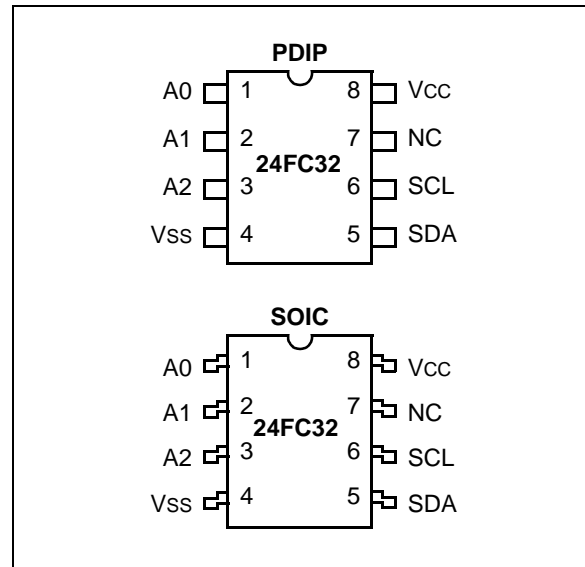 PDIP
A0 1 8 VCC
A1 2 7 NC
24FC32
A2 3 6 SCL
VSS 4 5 SDA
SOIC
A0 1 8 VCC
A1 2 7 NC
24FC32
A2 3 6 SCL
VSS 4 5 SDA